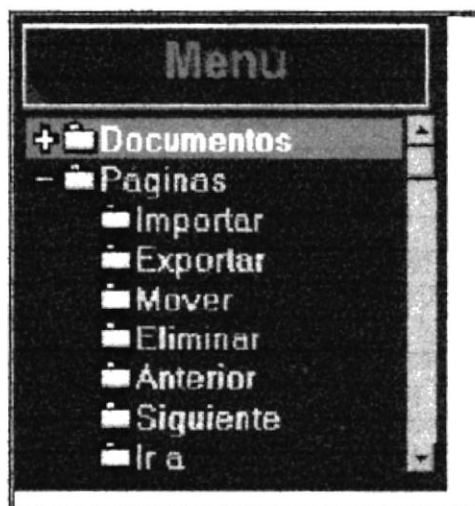 Menu
+ Documentos
- Páginas
Importar
Exportar
Mover
Eliminar
Anterior
Siguiente
Ir a